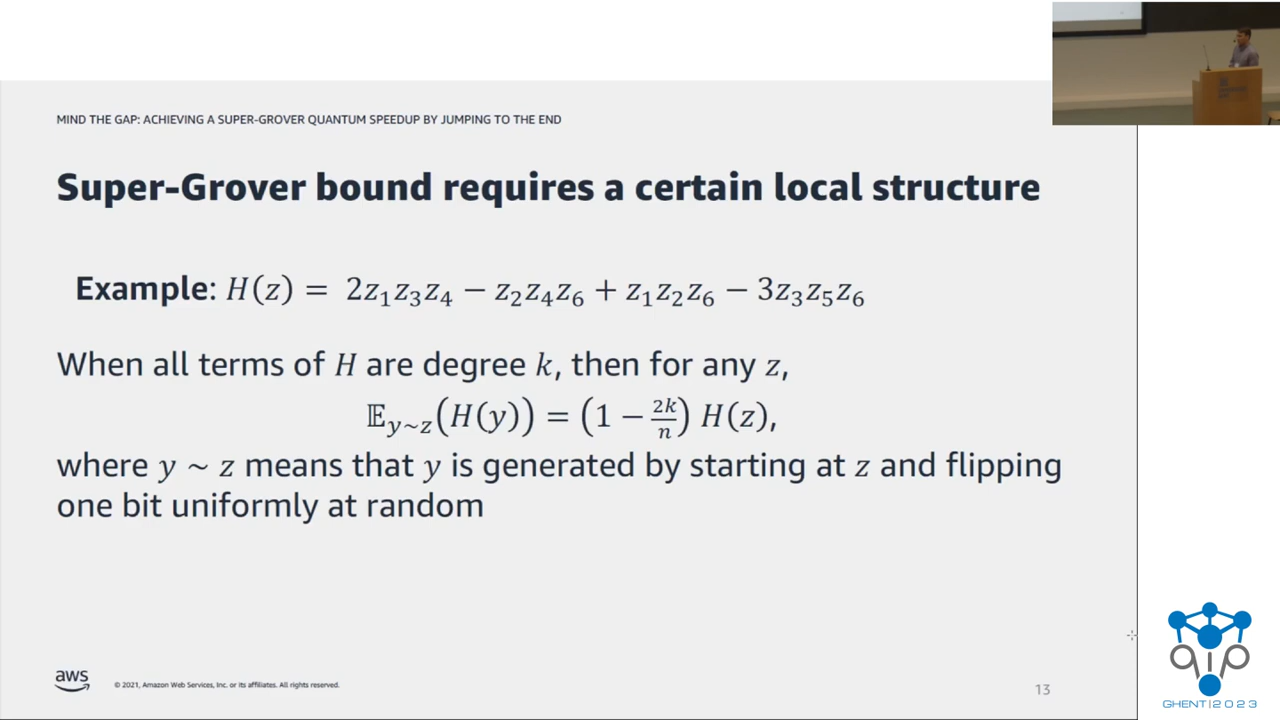 MIND THE GAP: ACHIEVING A SUPER-GROVER QUANTUM SPEEDUP BY JUMPING TO THE END
Super-Grover bound requires a certain local structure
Example: H(z) = 2z₁z₃z₄ − z₂z₄z₆ + z₁z₂z₆ − 3z₃z₅z₆
When all terms of H are degree k, then for any z,
𝔼_{y~z}(H(y)) = (1 − 2k/n) H(z),
where y ~ z means that y is generated by starting at z and flipping
one bit uniformly at random
aws
© 2021, Amazon Web Services, Inc. or its affiliates. All rights reserved.
13
qip
GHENT|2023